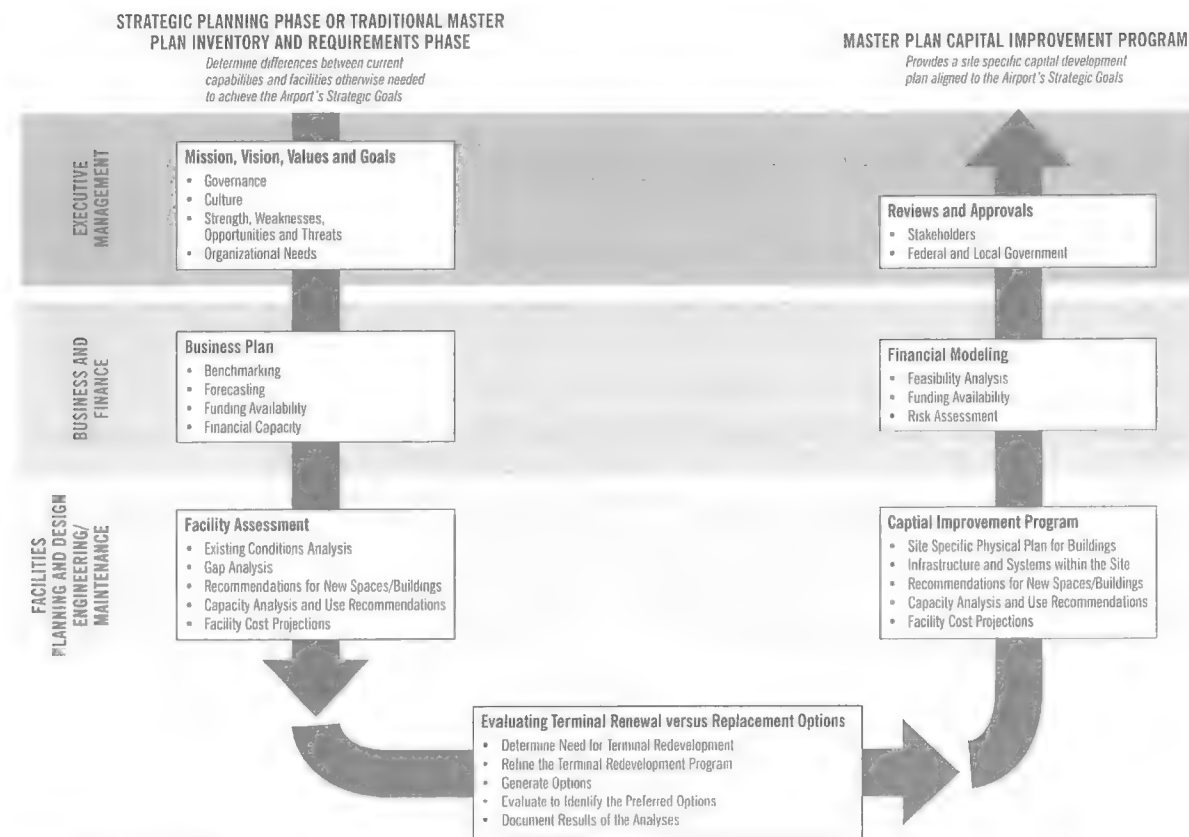 STRATEGIC PLANNING PHASE OR TRADITIONAL MASTER
PLAN INVENTORY AND REQUIREMENTS PHASE
Determine differences between current
capabilities and facilities otherwise needed
to achieve the Airport's Strategic Goals
MASTER PLAN CAPITAL IMPROVEMENT PROGRAM
Provides a site specific capital development
plan aligned to the Airport's Strategic Goals
EXECUTIVE
MANAGEMENT
Mission, Vision, Values and Goals
• Governance
• Culture
• Strength, Weaknesses,
Opportunities and Threats
• Organizational Needs
Reviews and Approvals
• Stakeholders
• Federal and Local Government
BUSINESS AND
FINANCE
Business Plan
• Benchmarking
• Forecasting
• Funding Availability
• Financial Capacity
Financial Modeling
• Feasibility Analysis
• Funding Availability
• Risk Assessment
FACILITIES
PLANNING AND DESIGN
ENGINEERING/
MAINTENANCE
Facility Assessment
• Existing Conditions Analysis
• Gap Analysis
• Recommendations for New Spaces/Buildings
• Capacity Analysis and Use Recommendations
• Facility Cost Projections
Captial Improvement Program
• Site Specific Physical Plan for Buildings
• Infrastructure and Systems within the Site
• Recommendations for New Spaces/Buildings
• Capacity Analysis and Use Recommendations
• Facility Cost Projections
Evaluating Terminal Renewal versus Replacement Options
• Determine Need for Terminal Redevelopment
• Refine the Terminal Redevelopment Program
• Generate Options
• Evaluate to Identify the Preferred Options
• Document Results of the Analyses